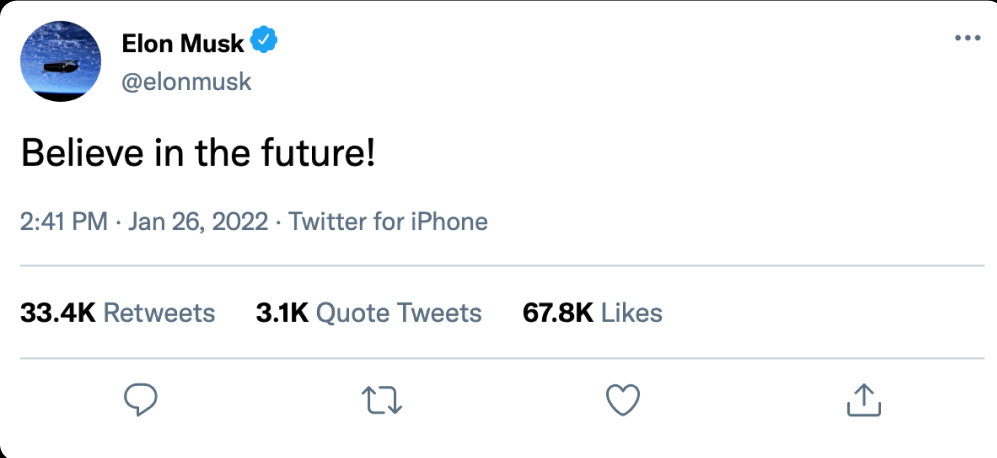 Elon Musk
@elonmusk
Believe in the future!
2:41 PM · Jan 26, 2022 · Twitter for iPhone
33.4K Retweets 3.1K Quote Tweets 67.8K Likes